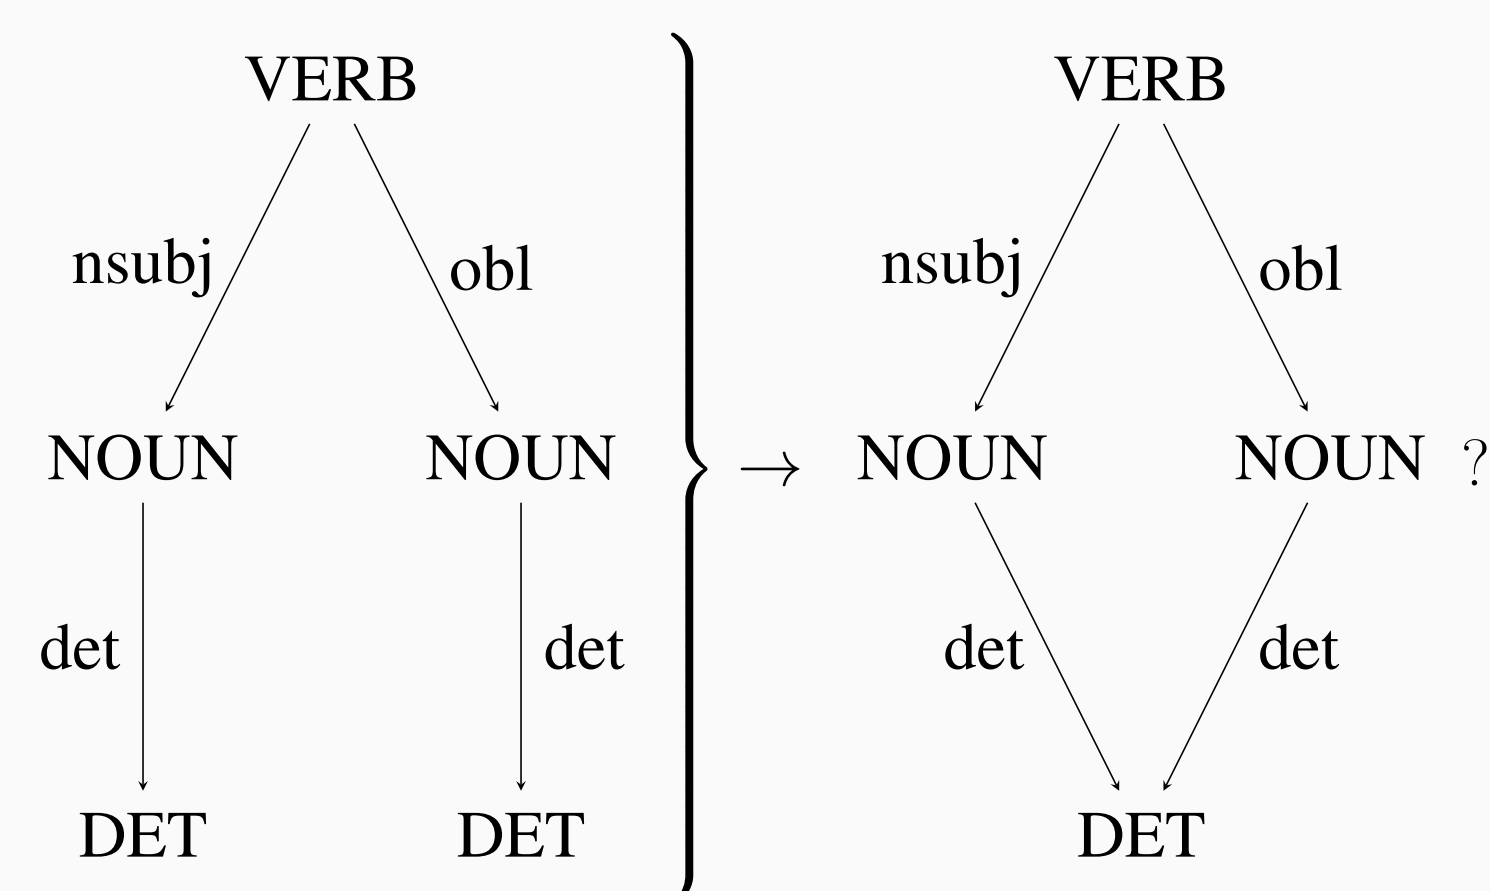 VERB VERB
nsubj obl nsubj obl
NOUN NOUN → NOUN NOUN ?
det det det det
DET DET DET